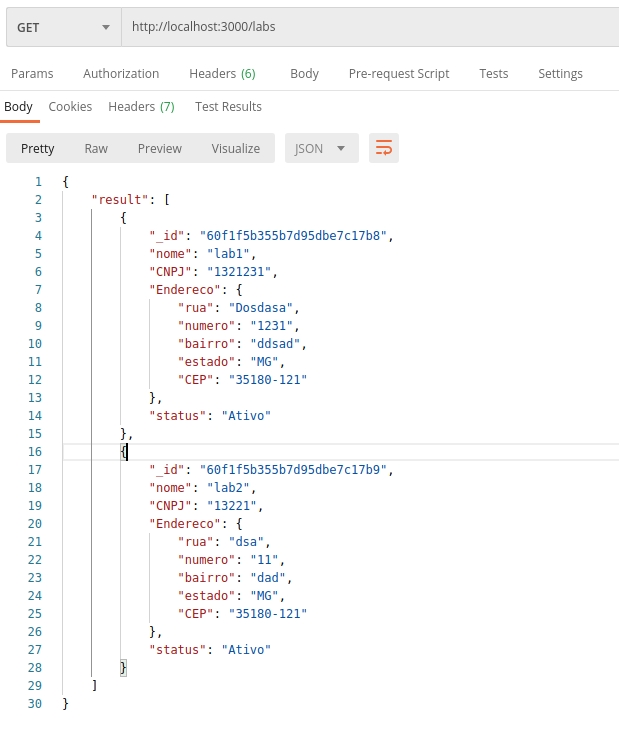 GET http://localhost:3000/labs
Params Authorization Headers (6) Body Pre-request Script Tests Settings
Body Cookies Headers (7) Test Results
Pretty Raw Preview Visualize JSON
1 {
2 "result": [
3 {
4 "_id": "60f1f5b355b7d95dbe7c17b8",
5 "nome": "lab1",
6 "CNPJ": "1321231",
7 "Endereco": {
8 "rua": "Dosdasa",
9 "numero": "1231",
10 "bairro": "ddsad",
11 "estado": "MG",
12 "CEP": "35180-121"
13 },
14 "status": "Ativo"
15 },
16 {
17 "_id": "60f1f5b355b7d95dbe7c17b9",
18 "nome": "lab2",
19 "CNPJ": "13221",
20 "Endereco": {
21 "rua": "dsa",
22 "numero": "11",
23 "bairro": "dad",
24 "estado": "MG",
25 "CEP": "35180-121"
26 },
27 "status": "Ativo"
28 }
29 ]
30 }